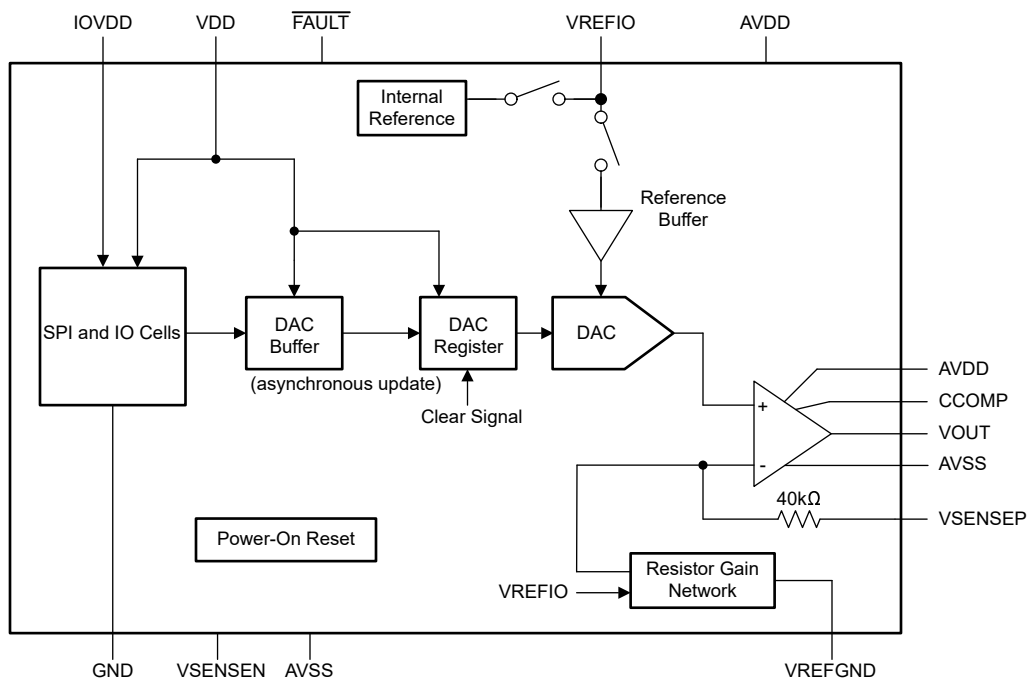 IOVDD
VDD
FAULT
VREFIO
AVDD
Internal
Reference
Reference
Buffer
SPI and IO Cells
DAC
Buffer
(asynchronous update)
DAC
Register
Clear Signal
DAC
+
-
AVDD
CCOMP
VOUT
AVSS
40kΩ
VSENSEP
Power-On Reset
VREFIO
Resistor Gain
Network
GND
VSENSEN
AVSS
VREFGND